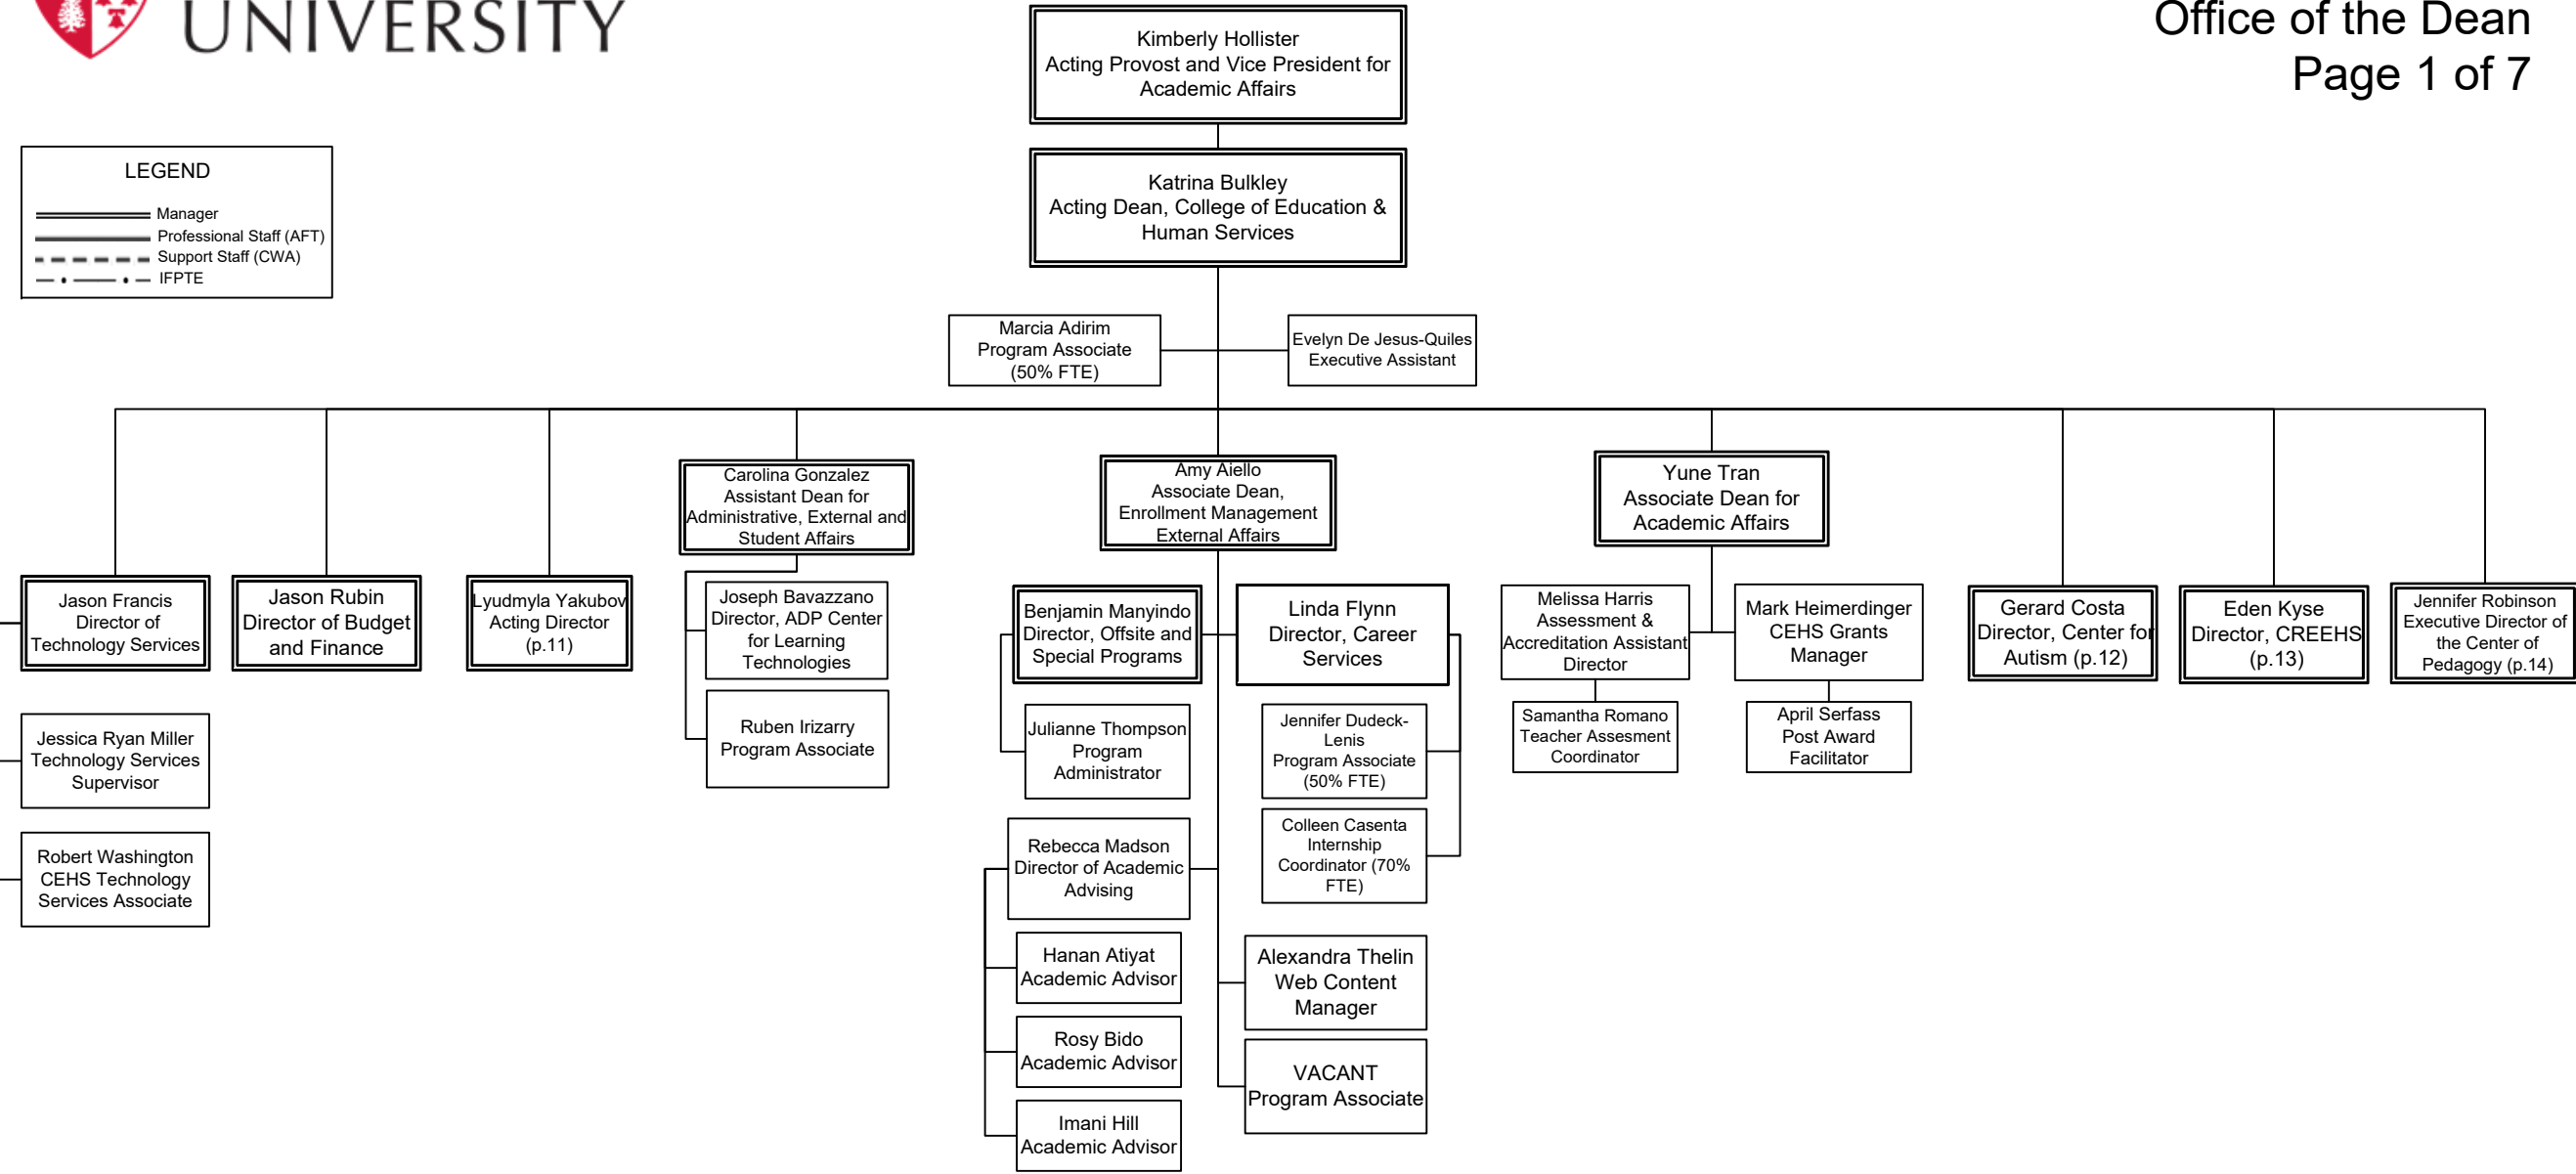 UNIVERSITY
Office of the Dean
Page 1 of 7
Kimberly Hollister
Acting Provost and Vice President for
Academic Affairs
LEGEND
Manager
Professional Staff (AFT)
Support Staff (CWA)
IFPTE
Katrina Bulkley
Acting Dean, College of Education &
Human Services
Marcia Adirim
Program Associate
(50% FTE)
Evelyn De Jesus-Quiles
Executive Assistant
Jason Francis
Director of
Technology Services
Jason Rubin
Director of Budget
and Finance
Lyudmyla Yakubov
Acting Director
(p.11)
Carolina Gonzalez
Assistant Dean for
Administrative, External and
Student Affairs
Amy Aiello
Associate Dean,
Enrollment Management
External Affairs
Yune Tran
Associate Dean for
Academic Affairs
Gerard Costa
Director, Center for
Autism (p.12)
Eden Kyse
Director, CREEHS
(p.13)
Jennifer Robinson
Executive Director of
the Center of
Pedagogy (p.14)
Jessica Ryan Miller
Technology Services
Supervisor
Robert Washington
CEHS Technology
Services Associate
Joseph Bavazzano
Director, ADP Center
for Learning
Technologies
Ruben Irizarry
Program Associate
Benjamin Manyindo
Director, Offsite and
Special Programs
Julianne Thompson
Program
Administrator
Linda Flynn
Director, Career
Services
Jennifer Dudeck-
Lenis
Program Associate
(50% FTE)
Colleen Casenta
Internship
Coordinator (70%
FTE)
Rebecca Madson
Director of Academic
Advising
Hanan Atiyat
Academic Advisor
Rosy Bido
Academic Advisor
Imani Hill
Academic Advisor
Alexandra Thelin
Web Content
Manager
VACANT
Program Associate
Melissa Harris
Assessment &
Accreditation Assistant
Director
Samantha Romano
Teacher Assesment
Coordinator
Mark Heimerdinger
CEHS Grants
Manager
April Serfass
Post Award
Facilitator